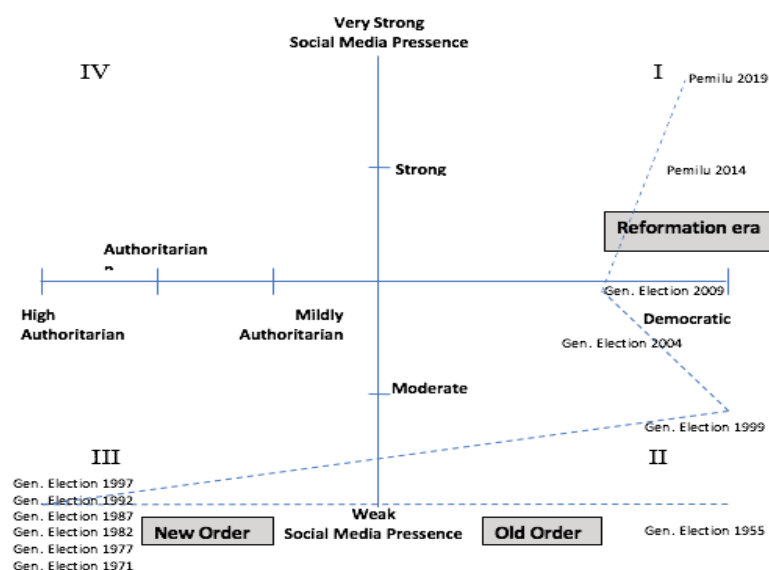 Very Strong
Social Media Pressence
IV
I
Pemilu 2019
Strong
Pemilu 2014
Reformation era
Authoritarian
Gen. Election 2009
High
Authoritarian
Mildly
Authoritarian
Democratic
Gen. Election 2004
Moderate
Gen. Election 1999
III
II
Gen. Election 1997
Gen. Election 1992
Gen. Election 1987
Gen. Election 1982
Gen. Election 1977
Gen. Election 1971
New Order
Weak
Social Media Pressence
Old Order
Gen. Election 1955